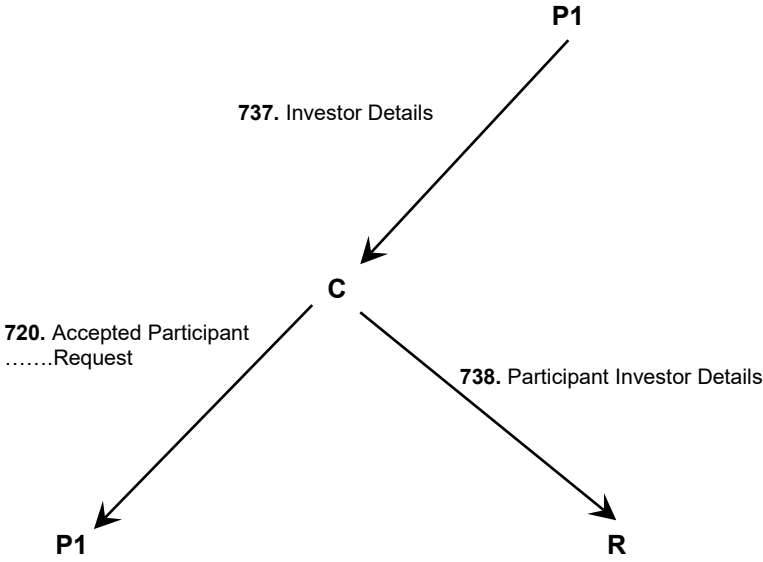 P1
737. Investor Details
C
720. Accepted Participant
…….Request
738. Participant Investor Details
P1
R